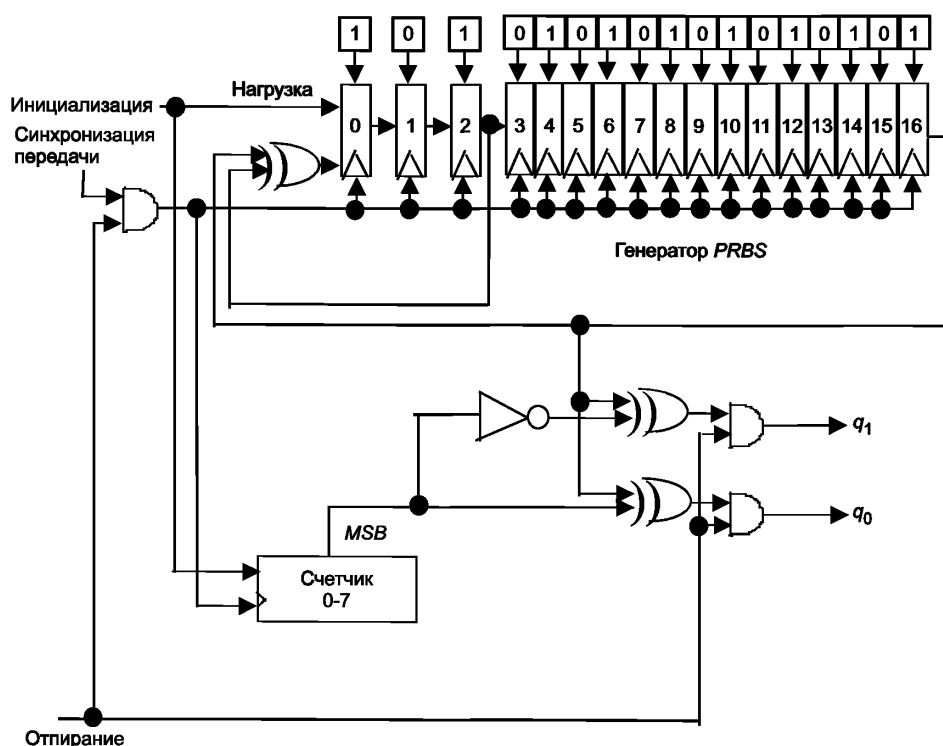 1 0 1 0 1 0 1 0 1 0 1 0 1 0 1 0 1
Инициализация
Нагрузка
0 1 2 3 4 5 6 7 8 9 10 11 12 13 14 15 16
Синхронизация
передачи
Генератор PRBS
q1
q0
MSB
Счетчик
0-7
Отпирание